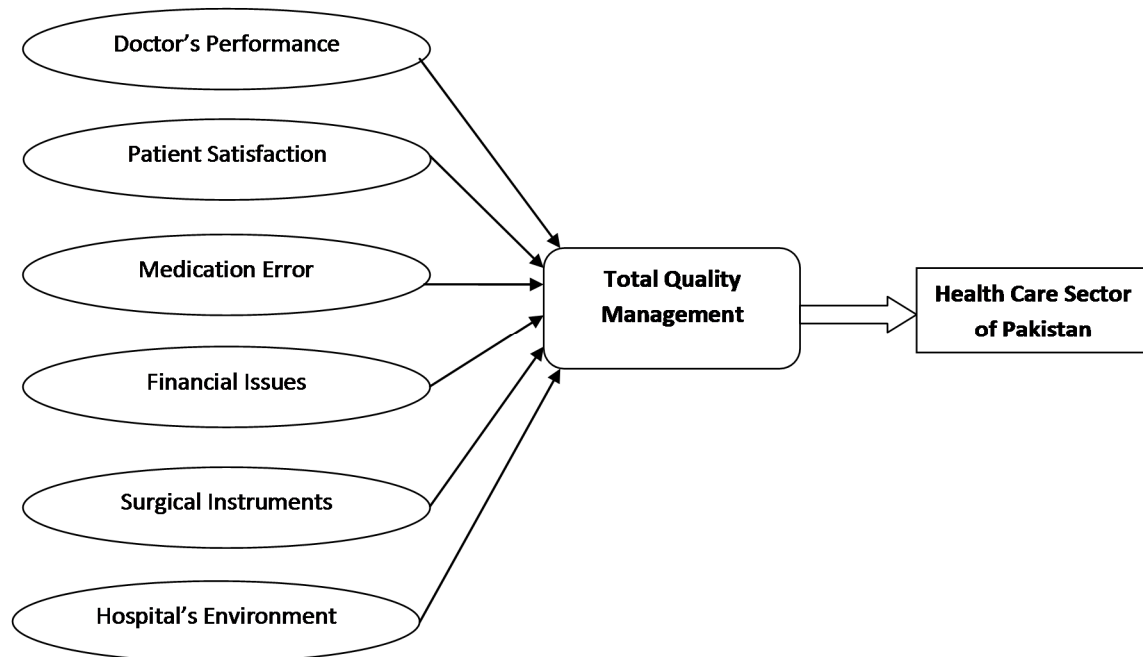 Doctor’s Performance
Patient Satisfaction
Medication Error
Financial Issues
Surgical Instruments
Hospital’s Environment
Total Quality
Management
Health Care Sector
of Pakistan